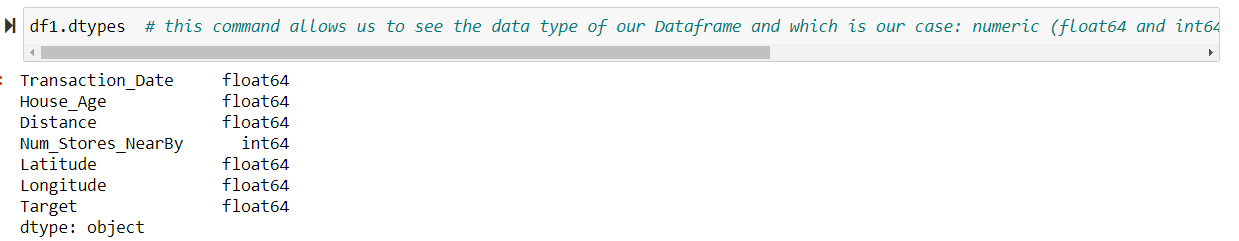 df1.dtypes  # this command allows us to see the data type of our Dataframe and which is our case: numeric (float64 and int64
Transaction_Date     float64
House_Age            float64
Distance             float64
Num_Stores_NearBy      int64
Latitude             float64
Longitude            float64
Target               float64
dtype: object